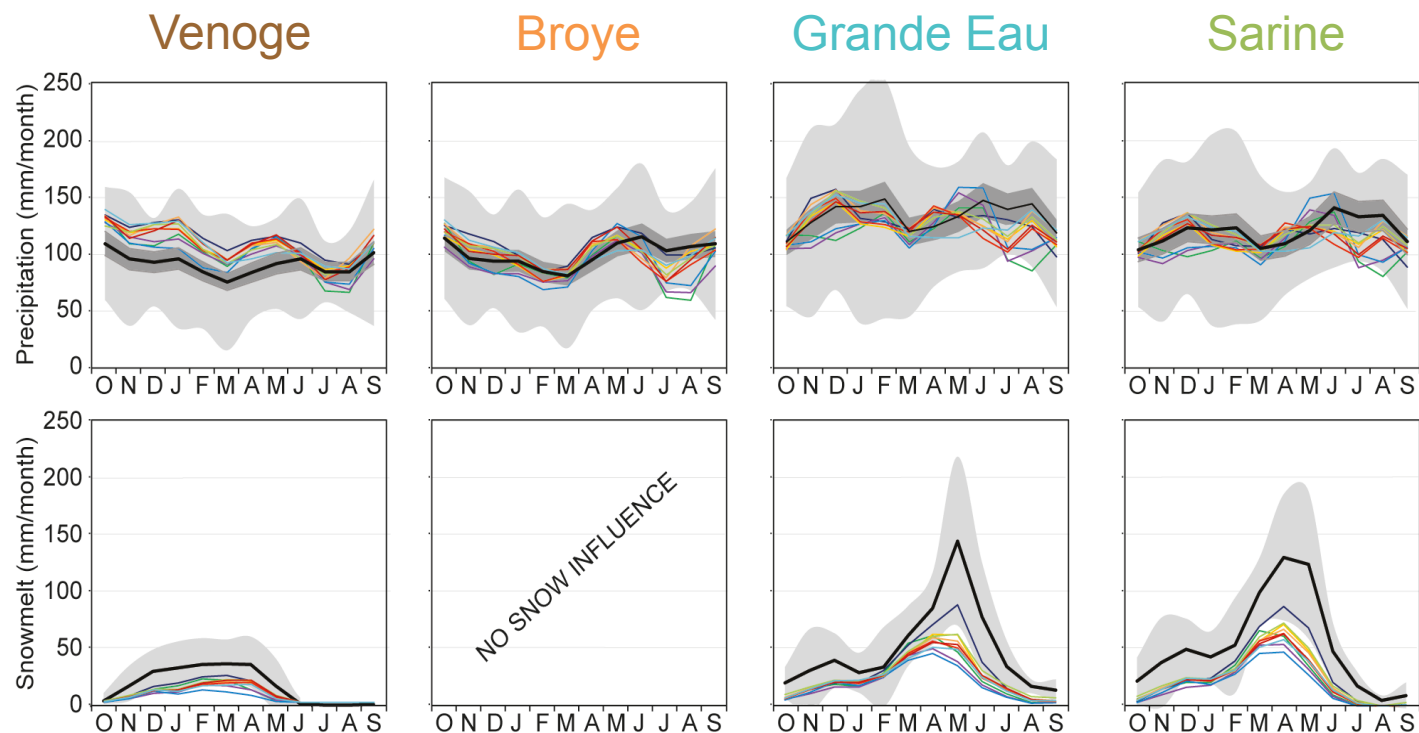 Venoge Broye Grande Eau Sarine
Precipitation (mm/month)
250
200
150
100
50
0
O N D J F M A M J J A S
O N D J F M A M J J A S
O N D J F M A M J J A S
O N D J F M A M J J A S
Snowmelt (mm/month)
250
200
150
100
50
0
NO SNOW INFLUENCE
O N D J F M A M J J A S
O N D J F M A M J J A S
O N D J F M A M J J A S
O N D J F M A M J J A S